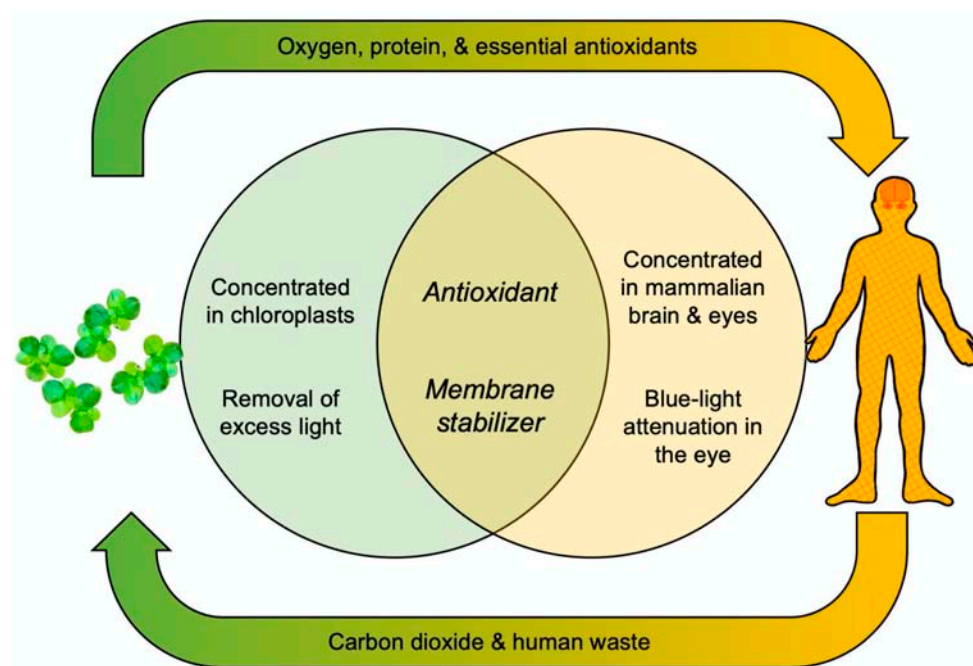 Oxygen, protein, & essential antioxidants
Concentrated
in chloroplasts
Removal of
excess light
Antioxidant
Membrane
stabilizer
Concentrated
in mammalian
brain & eyes
Blue-light
attenuation in
the eye
Carbon dioxide & human waste